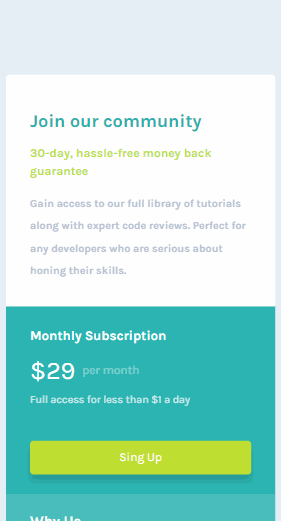 Join our community
30-day, hassle-free money back
guarantee
Gain access to our full library of tutorials
along with expert code reviews. Perfect for
any developers who are serious about
honing their skills.
Monthly Subscription
$29 per month
Full access for less than $1 a day
Sing Up
Why Us